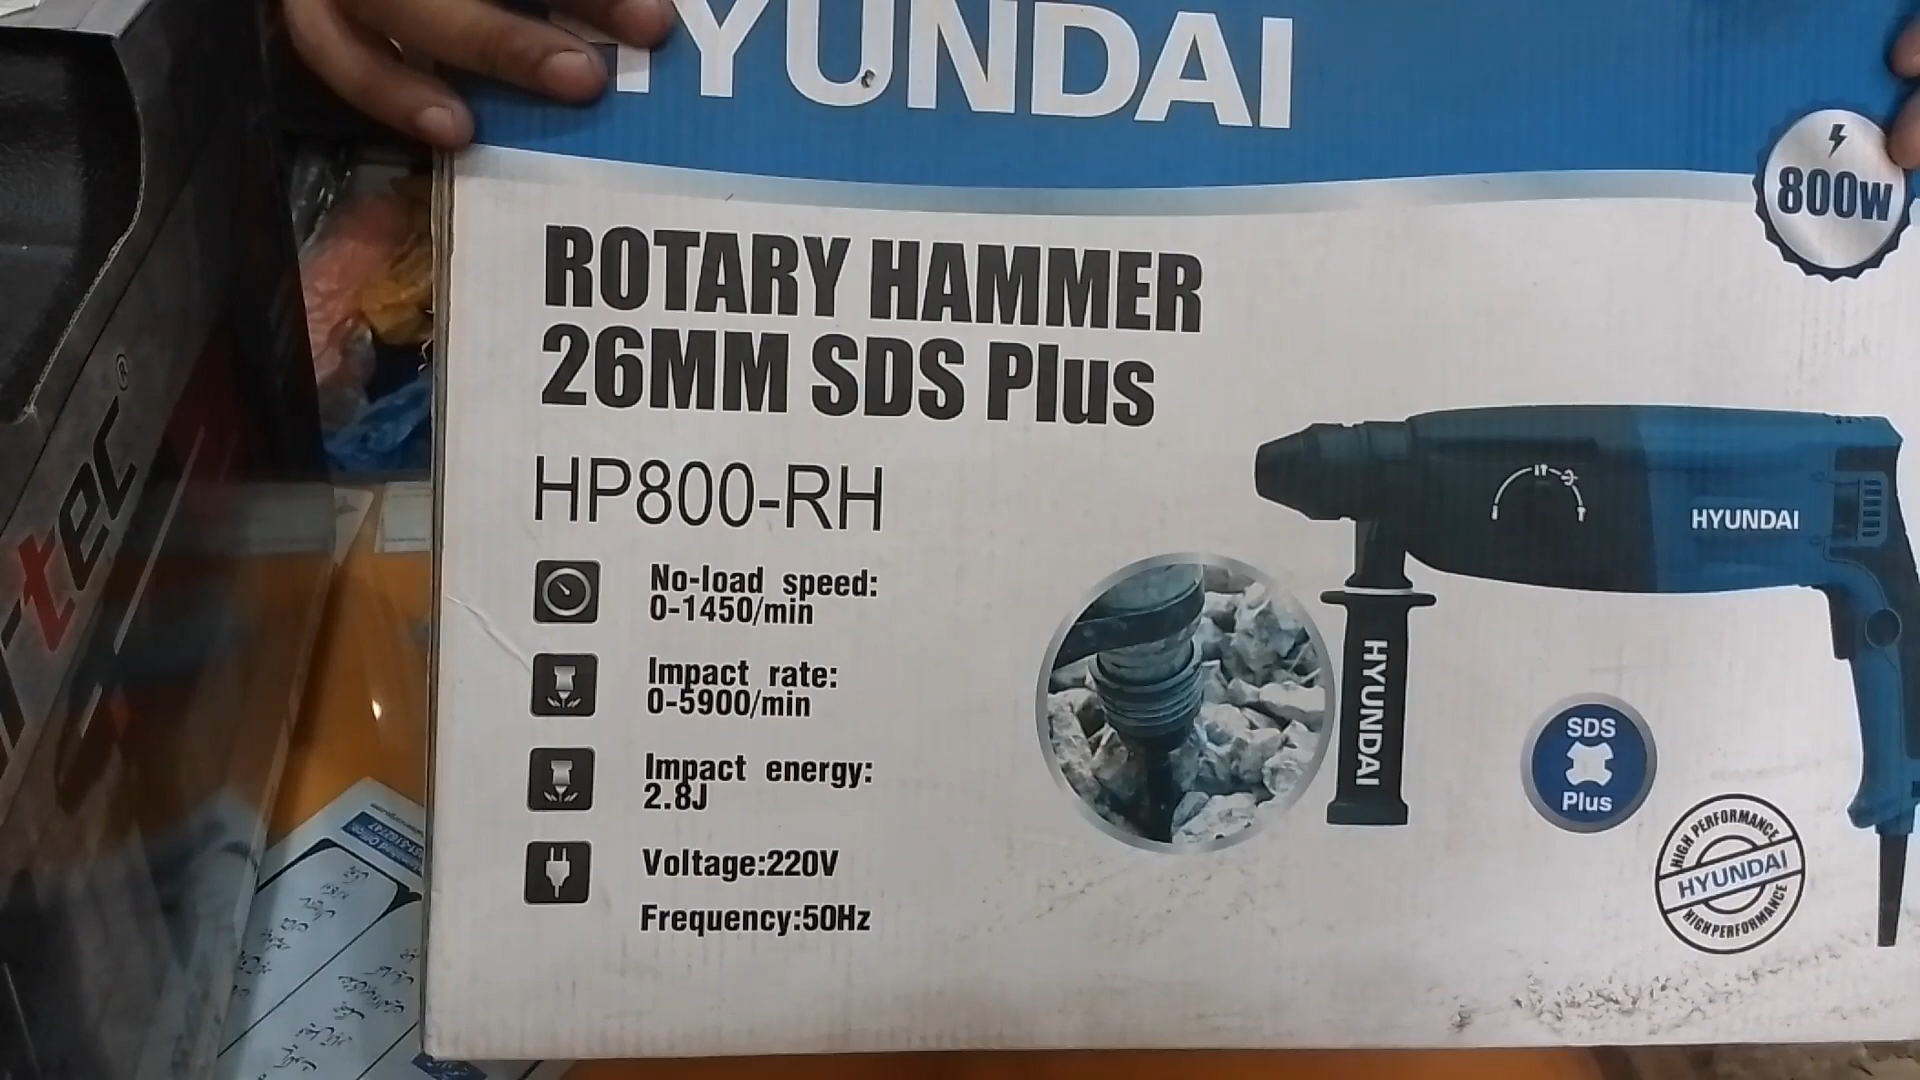 HYUNDAI
800W
ROTARY HAMMER
26MM SDS Plus
HP800-RH
No-load speed:
0-1450/min
Impact rate:
0-5900/min
Impact energy:
2.8J
Voltage:220V
Frequency:50Hz
HYUNDAI
HYUNDAI
SDS
Plus
HIGH PERFORMANCE
HYUNDAI
HIGH PERFORMANCE
tec®